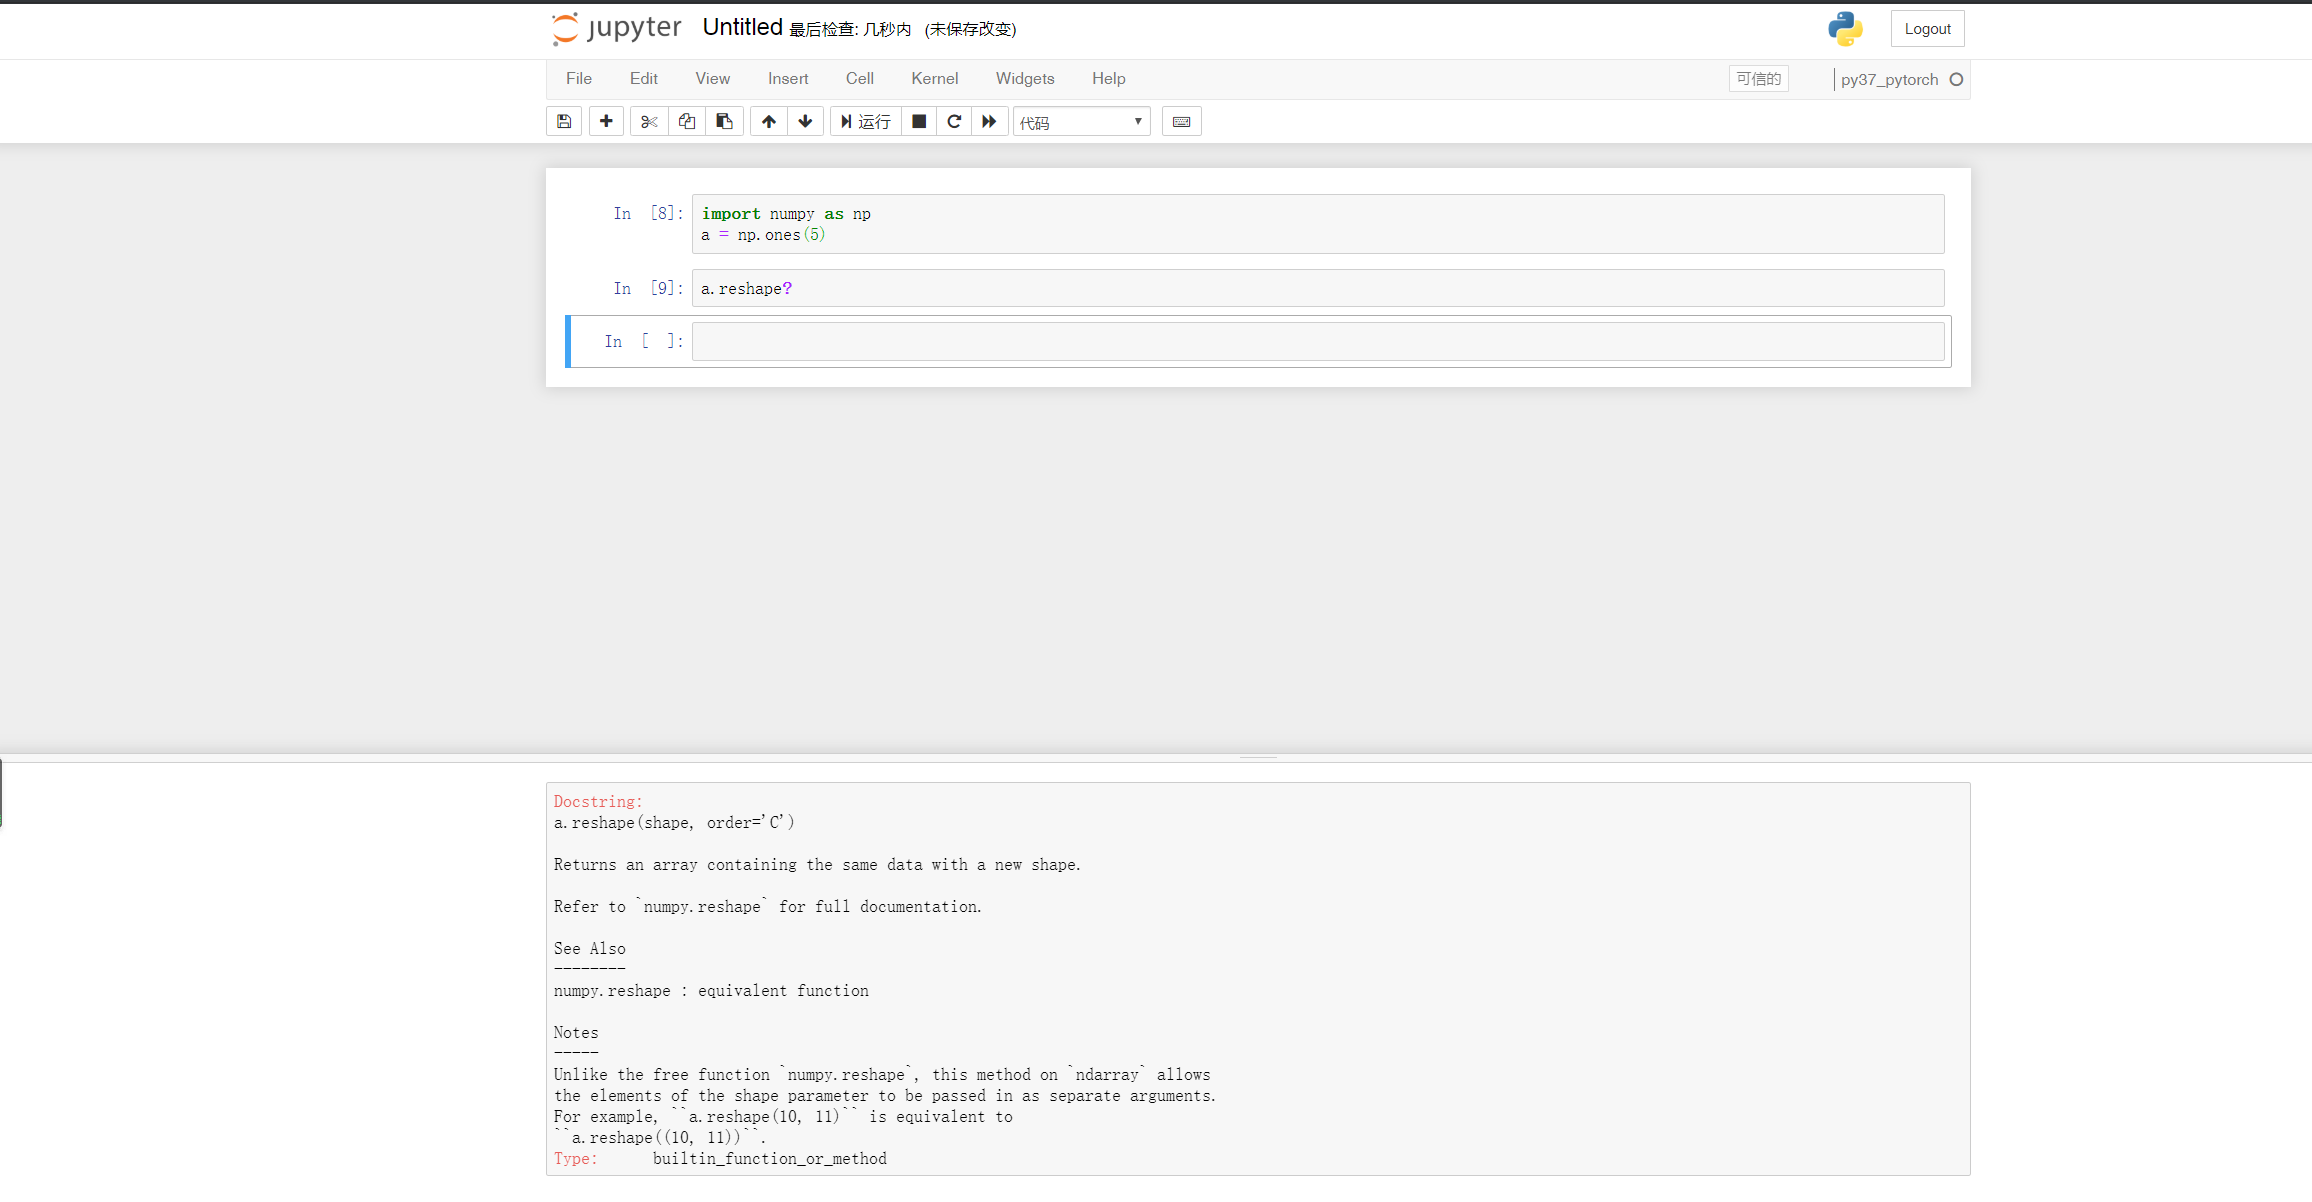 jupyter Untitled 最后检查: 几秒内 (未保存改变) Logout
File Edit View Insert Cell Kernel Widgets Help 可信的 py37_pytorch
运行 代码
In [8]: import numpy as np
a = np.ones(5)
In [9]: a.reshape?
In [ ]:
Docstring:
a.reshape(shape, order='C')
Returns an array containing the same data with a new shape.
Refer to `numpy.reshape` for full documentation.
See Also
--------
numpy.reshape : equivalent function
Notes
-----
Unlike the free function `numpy.reshape`, this method on `ndarray` allows
the elements of the shape parameter to be passed in as separate arguments.
For example, ``a.reshape(10, 11)`` is equivalent to
``a.reshape((10, 11))``.
Type: builtin_function_or_method